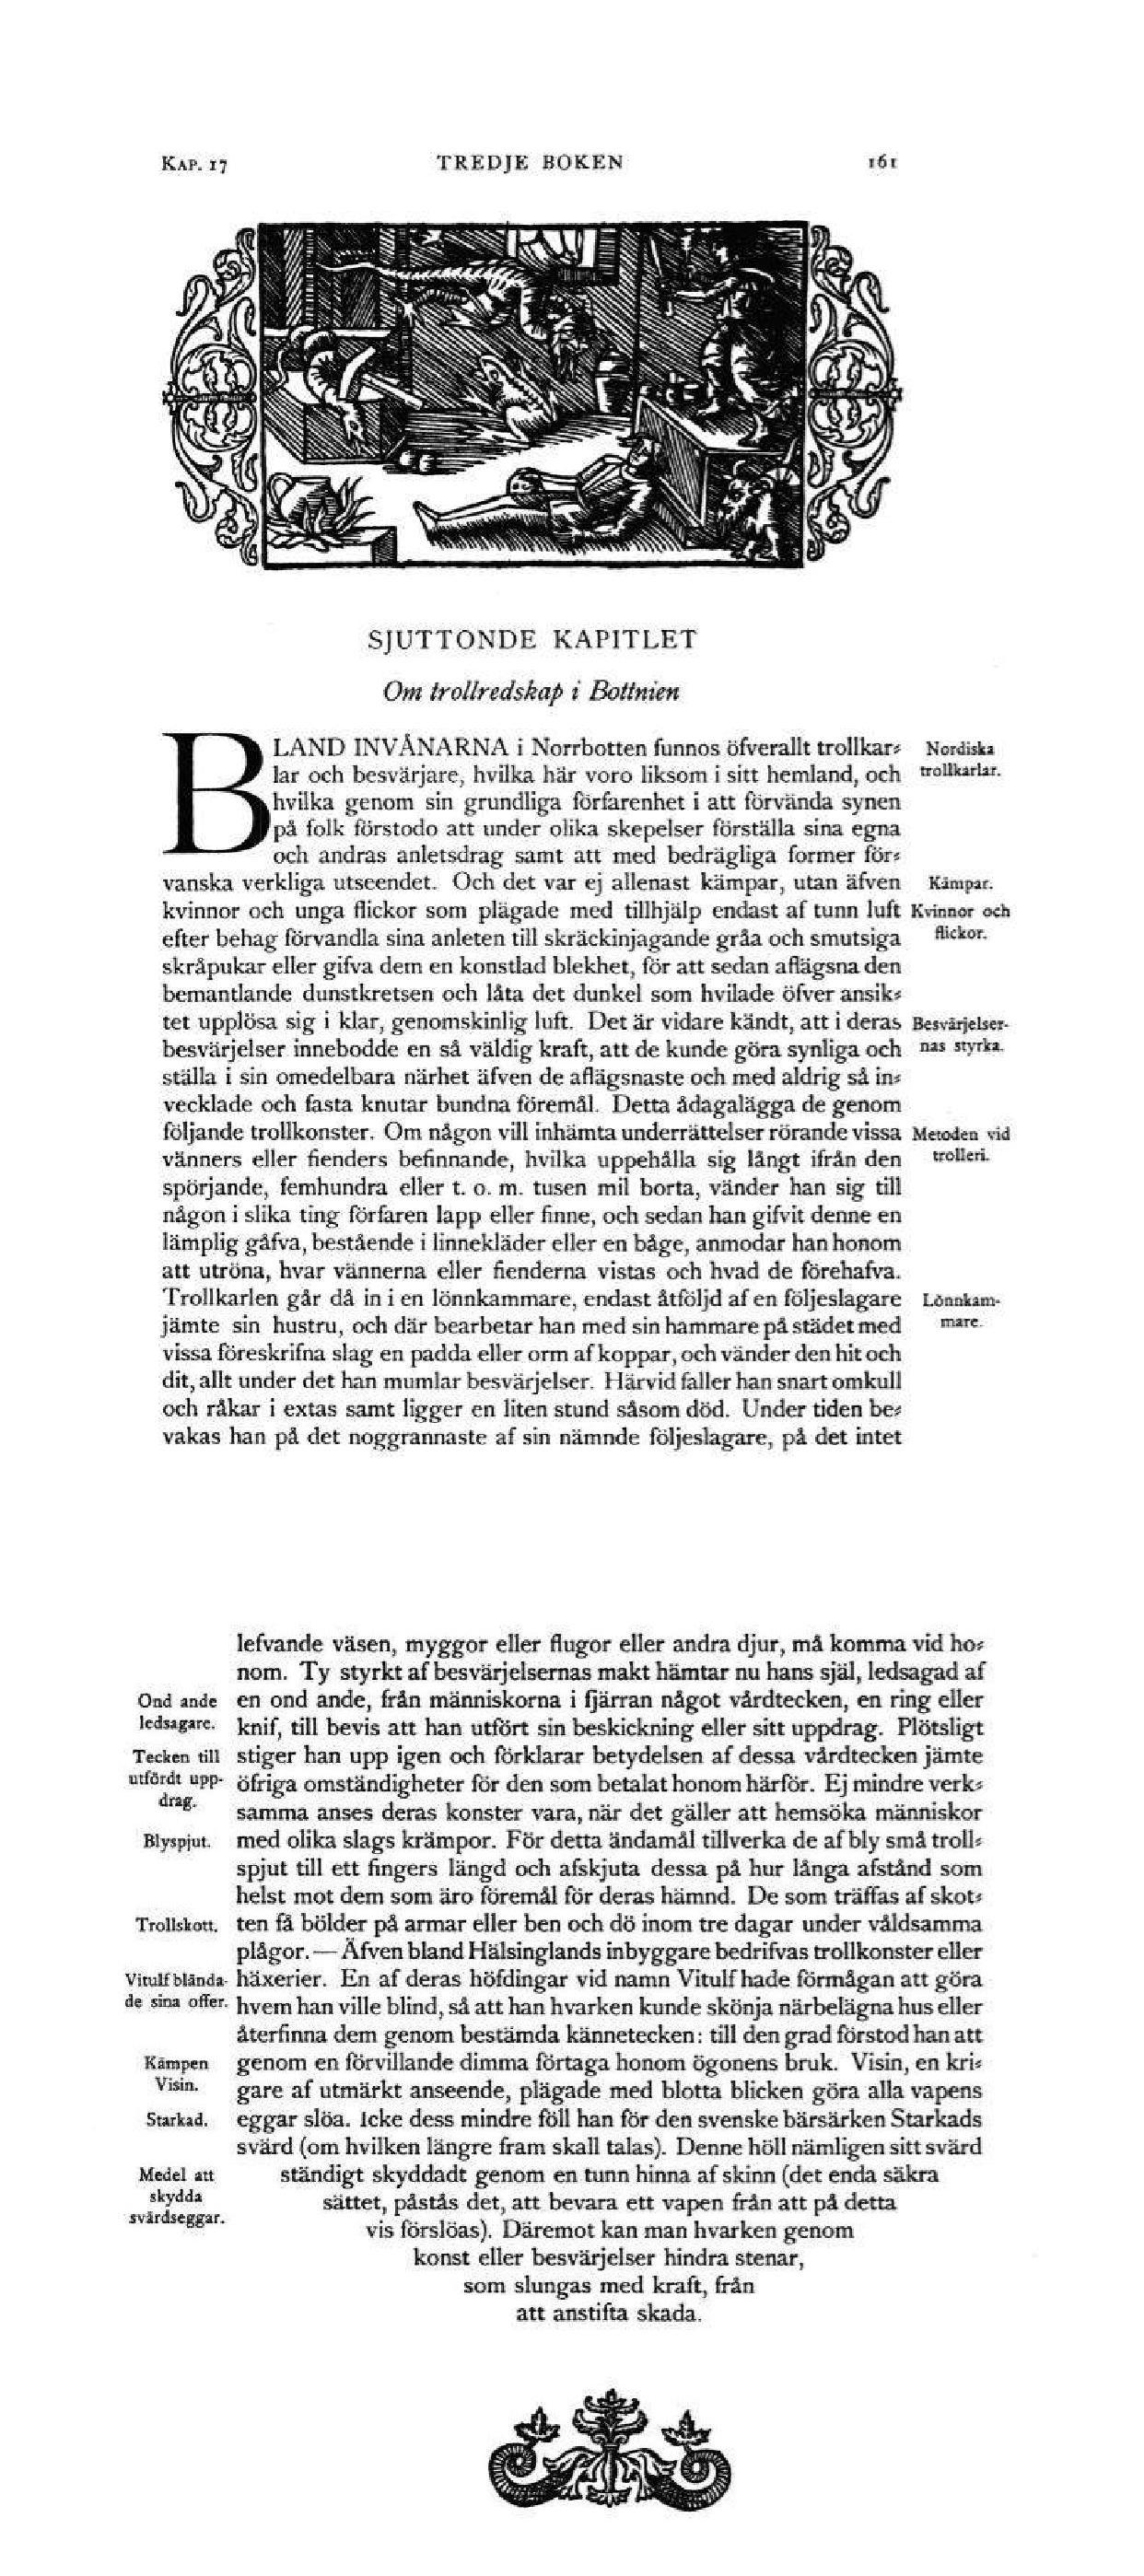 KAP. 17 TREDJE BOKEN 161
SJUTTONDE KAPITLET
Om trollredskap i Bottnien
BLAND INVÅNARNA i Norrbotten funnos öfverallt trollkar-
Nordiska
lar och besvärjare, hvilka här voro liksom i sitt hemland, och
trollkarlar.
hvilka genom sin grundliga förfarenhet i att förvända synen
på folk förstodo att under olika skepelser förställa sina egna
och andras anletsdrag samt att med bedrägliga former för-
vanska verkliga utseendet. Och det var ej allenast kämpar, utan äfven
Kämpar.
kvinnor och unga flickor som plägade med tillhjälp endast af tunn luft
Kvinnor och
efter behag förvandla sina anleten till skräckinjagande gråa och smutsiga
flickor.
skråpukar eller gifva dem en konstlad blekhet, för att sedan aflägsna den
bemantlande dunstkretsen och låta det dunkel som hvilade öfver ansik-
tet upplösa sig i klar, genomskinlig luft. Det är vidare kändt, att i deras
Besvärjelser-
besvärjelser innebodde en så väldig kraft, att de kunde göra synliga och
nas styrka.
ställa i sin omedelbara närhet äfven de aflägsnaste och med aldrig så in-
vecklade och fasta knutar bundna föremål. Detta ådagalägga de genom
följande trollkonster. Om någon vill inhämta underrättelser rörande vissa
Metoden vid
vänners eller fienders befinnande, hvilka uppehålla sig långt ifrån den
trolleri.
spörjande, femhundra eller t. o. m. tusen mil borta, vänder han sig till
någon i slika ting förfaren lapp eller finne, och sedan han gifvit denne en
lämplig gåfva, bestående i linnekläder eller en båge, anmodar han honom
att utröna, hvar vännerna eller fienderna vistas och hvad de förehafva.
Trollkarlen går då in i en lönnkammare, endast åtföljd af en följeslagare
Lönnkam-
jämte sin hustru, och där bearbetar han med sin hammare på städet med
mare.
vissa föreskrifna slag en padda eller orm af koppar, och vänder den hit och
dit, allt under det han mumlar besvärjelser. Härvid faller han snart omkull
och råkar i extas samt ligger en liten stund såsom död. Under tiden be-
vakas han på det noggrannaste af sin nämnde följeslagare, på det intet
lefvande väsen, myggor eller flugor eller andra djur, må komma vid ho-
nom. Ty styrkt af besvärjelsernas makt hämtar nu hans själ, ledsagad af
Ond ande
en ond ande, från människorna i fjärran något vårdtecken, en ring eller
ledsagare.
knif, till bevis att han utfört sin beskickning eller sitt uppdrag. Plötsligt
Tecken till
stiger han upp igen och förklarar betydelsen af dessa vårdtecken jämte
utfördt upp-
öfriga omständigheter för den som betalat honom härför. Ej mindre verk-
drag.
samma anses deras konster vara, när det gäller att hemsöka människor
Blyspjut.
med olika slags krämpor. För detta ändamål tillverka de af bly små troll-
spjut till ett fingers längd och afskjuta dessa på hur långa afstånd som
helst mot dem som äro föremål för deras hämnd. De som träffas af skot-
Trollskott.
ten få bölder på armar eller ben och dö inom tre dagar under våldsamma
plågor.— Äfven bland Hälsinglands inbyggare bedrifvas trollkonster eller
Vitulf blända-
häxerier. En af deras höfdingar vid namn Vitulf hade förmågan att göra
de sina offer.
hvem han ville blind, så att han hvarken kunde skönja närbelägna hus eller
återfinna dem genom bestämda kännetecken: till den grad förstod han att
Kämpen
genom en förvillande dimma förtaga honom ögonens bruk. Visin, en kri-
Visin.
gare af utmärkt anseende, plägade med blotta blicken göra alla vapens
Starkad.
eggar slöa. Icke dess mindre föll han för den svenske bärsärken Starkads
svärd (om hvilken längre fram skall talas). Denne höll nämligen sitt svärd
Medel att
ständigt skyddadt genom en tunn hinna af skinn (det enda säkra
skydda
sättet, påstås det, att bevara ett vapen från att på detta
svärdseggar.
vis förslöas). Däremot kan man hvarken genom
konst eller besvärjelser hindra stenar,
som slungas med kraft, från
att anstifta skada.